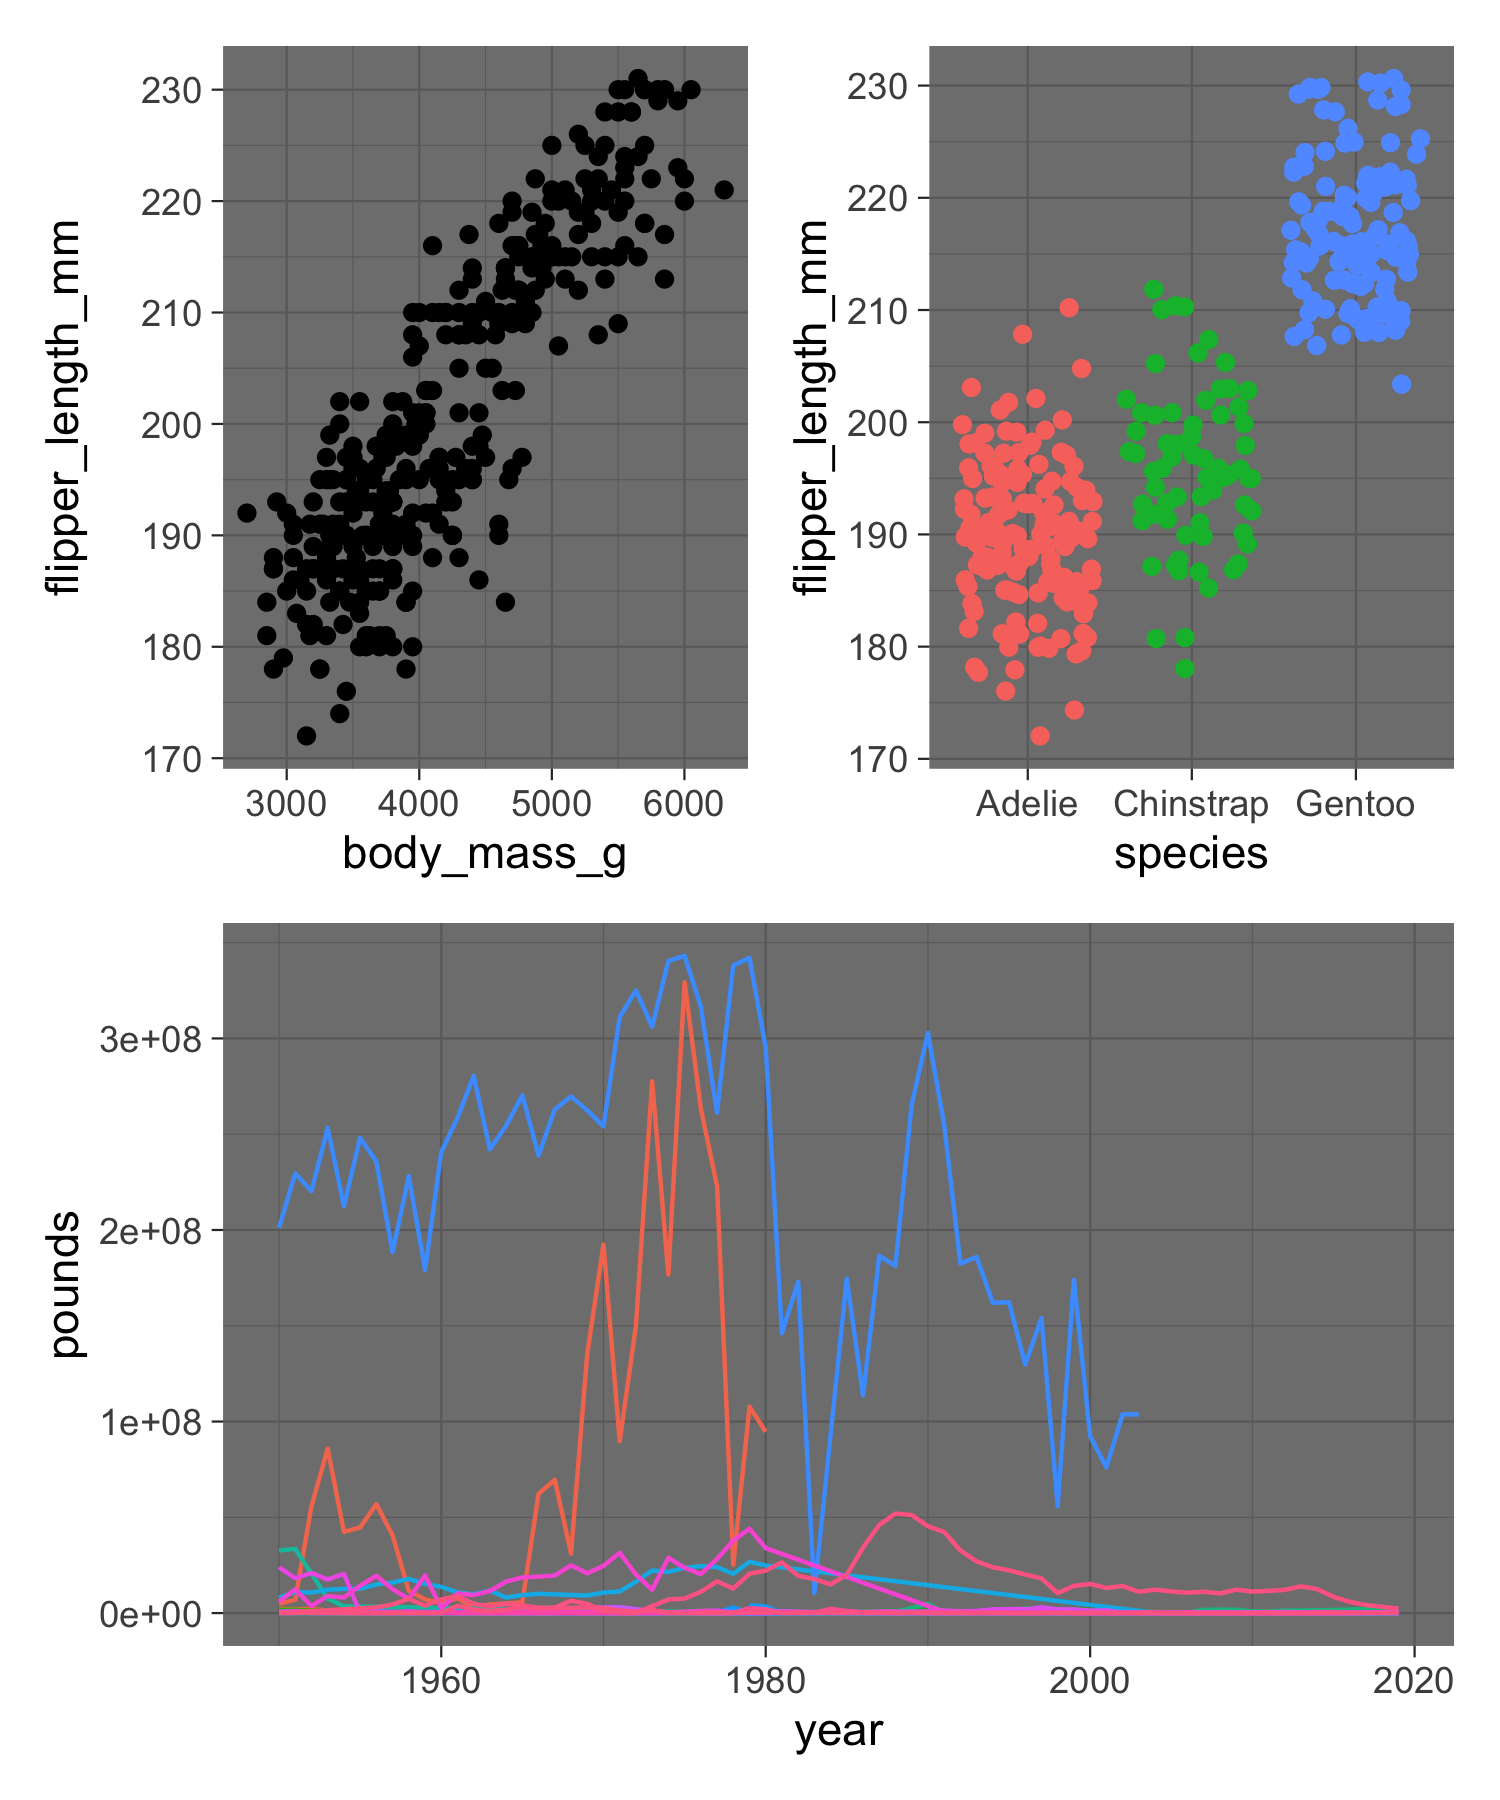 flipper_length_mm
230
220
210
200
190
180
170
3000 4000 5000 6000
body_mass_g
flipper_length_mm
230
220
210
200
190
180
170
Adelie Chinstrap Gentoo
species
pounds
3e+08
2e+08
1e+08
0e+00
1960 1980 2000 2020
year